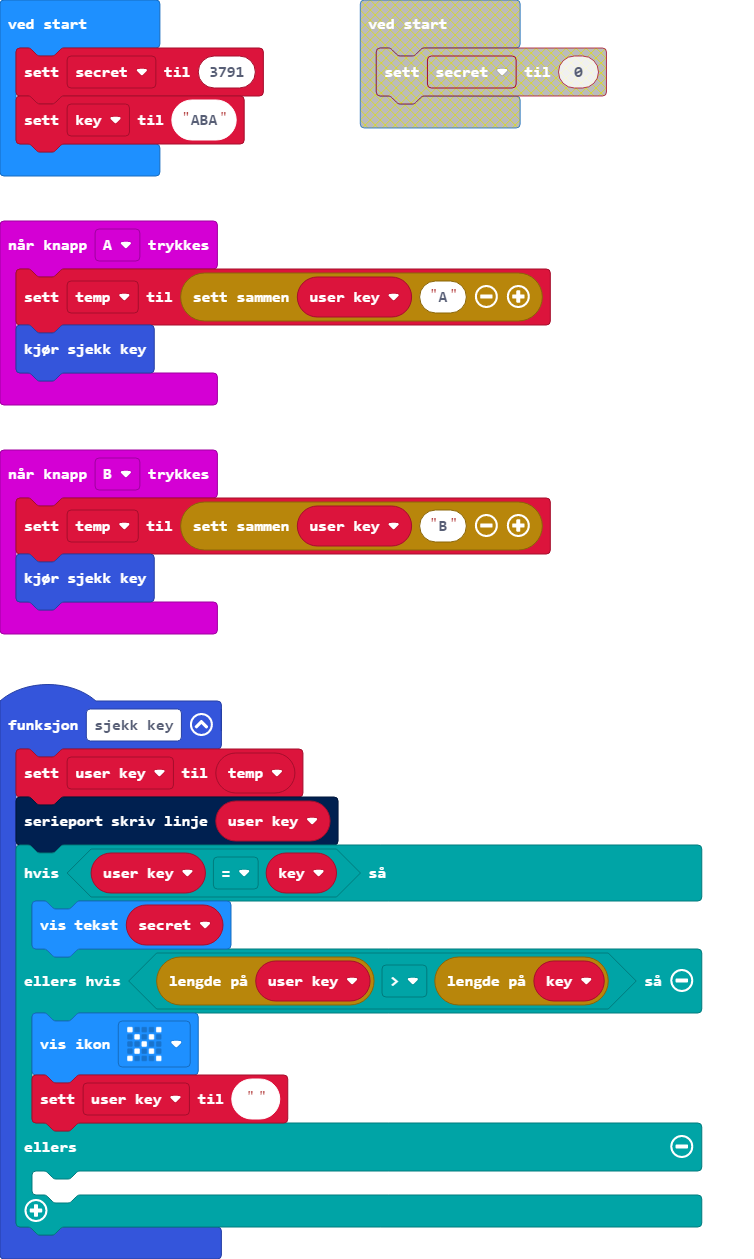 ved start
sett secret til 3791
sett key til "ABA"
ved start
sett secret til 0
når knapp A trykkes
sett temp til sett sammen user key "A"
kjør sjekk key
når knapp B trykkes
sett temp til sett sammen user key "B"
kjør sjekk key
funksjon sjekk key
sett user key til temp
serieport skriv linje user key
hvis user key = key så
vis tekst secret
ellers hvis lengde på user key > lengde på key så
vis ikon
sett user key til " "
ellers